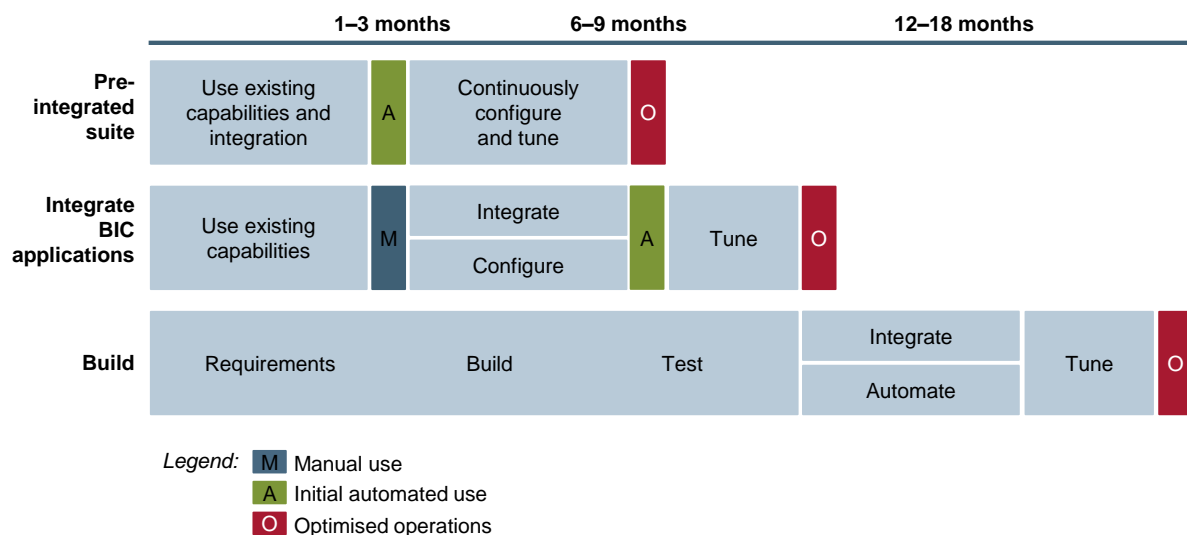 1–3 months
6–9 months
12–18 months
Pre-
integrated
suite
Use existing
capabilities and
integration
A
Continuously
configure
and tune
O
Integrate
BIC
applications
Use existing
capabilities
M
Integrate
Configure
A
Tune
O
Build
Requirements
Build
Test
Integrate
Automate
Tune
O
Legend:
M Manual use
A Initial automated use
O Optimised operations